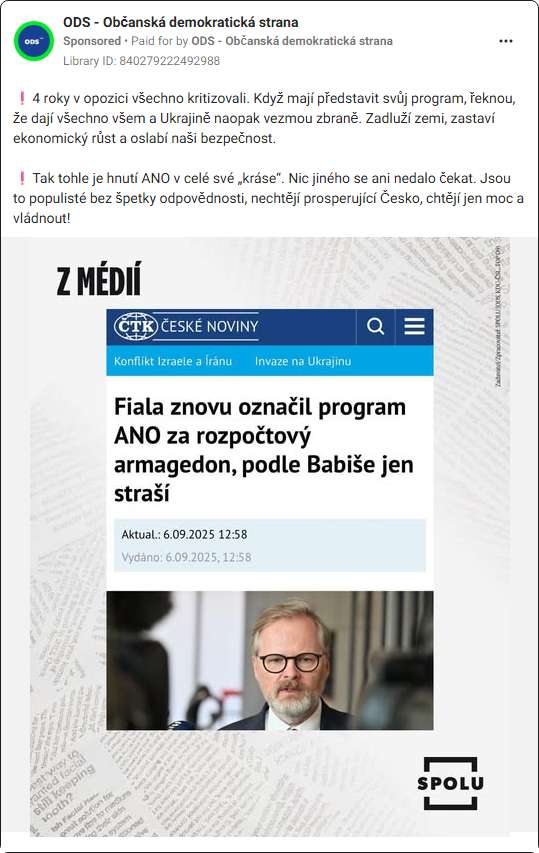 ODS - Občanská demokratická strana
Sponsored • Paid for by ODS - Občanská demokratická strana
Library ID: 840279222492988
❗ 4 roky v opozici všechno kritizovali. Když mají představit svůj program, řeknou,
že dají všechno všem a Ukrajině naopak vezmou zbraně. Zadluží zemi, zastaví
ekonomický růst a oslabí naši bezpečnost.
❗ Tak tohle je hnutí ANO v celé své „kráse“. Nic jiného se ani nedalo čekat. Jsou
to populisté bez špetky odpovědnosti, nechtějí prosperující Česko, chtějí jen moc a
vládnout!
Z MÉDIÍ
ČTK ČESKÉ NOVINY
Konflikt Izraele a Íránu Invaze na Ukrajinu
Fiala znovu označil program
ANO za rozpočtový
armagedon, podle Babiše jen
straší
Aktual.: 6.09.2025 12:58
Vydáno: 6.09.2025, 12:58
SPOLU